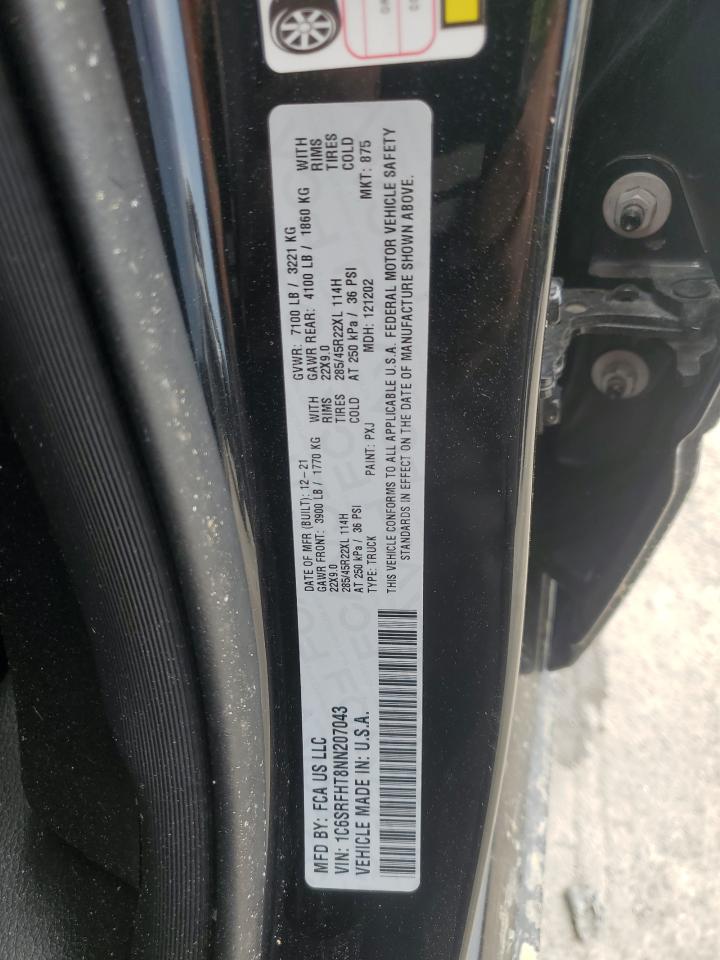 MFD BY: FCA US LLC
VIN: 1C6SRFHT8NN207043
VEHICLE MADE IN: U.S.A.
DATE OF MFR (BUILT): 12-21 GVWR: 7100 LB / 3221 KG
GAWR FRONT: 3900 LB / 1770 KG WITH GAWR REAR: 4100 LB / 1860 KG WITH
22X9.0 RIMS 22X9.0 RIMS
285/45R22XL 114H TIRES 285/45R22XL 114H TIRES
AT 250 kPa / 36 PSI COLD AT 250 kPa / 36 PSI COLD
TYPE: TRUCK PAINT: PXJ MDH: 121202 MKT: 875
THIS VEHICLE CONFORMS TO ALL APPLICABLE U.S.A. FEDERAL MOTOR VEHICLE SAFETY
STANDARDS IN EFFECT ON THE DATE OF MANUFACTURE SHOWN ABOVE.